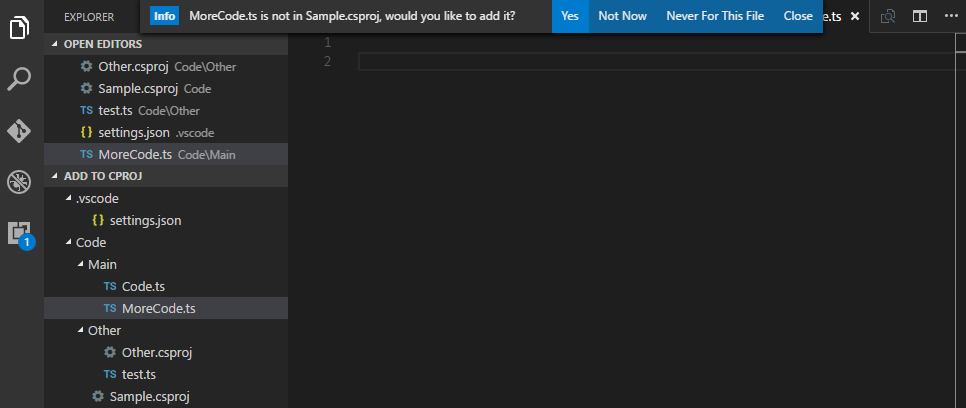 EXPLORER
Info MoreCode.ts is not in Sample.csproj, would you like to add it? Yes Not Now Never For This File Close
e.ts
OPEN EDITORS
Other.csproj Code\Other
Sample.csproj Code
TS test.ts Code\Other
{ } settings.json .vscode
TS MoreCode.ts Code\Main
ADD TO CPROJ
.vscode
{ } settings.json
Code
Main
TS Code.ts
TS MoreCode.ts
Other
Other.csproj
TS test.ts
Sample.csproj
1
1
2